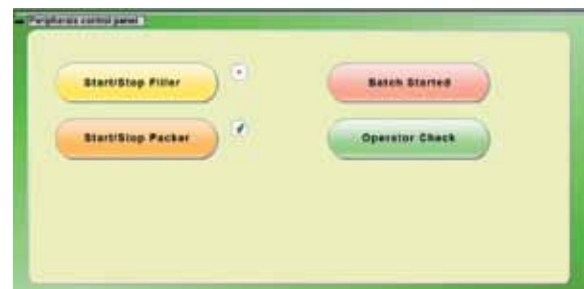 Peripherals control panel
Start/Stop Filler
Batch Started
Start/Stop Packer
Operator Check